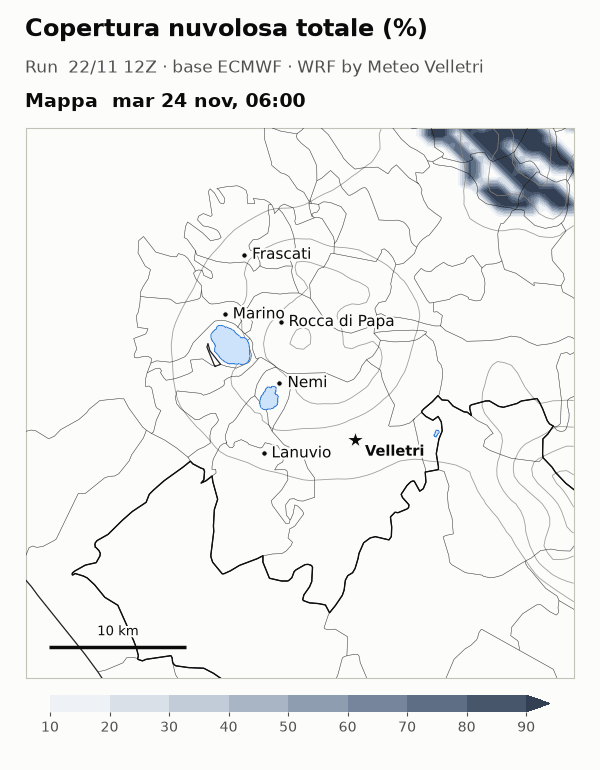 Copertura nuvolosa totale (%)
Run  22/11 12Z · base ECMWF · WRF by Meteo Velletri
Mappa  mar 24 nov, 06:00
Frascati
Marino
Rocca di Papa
Nemi
Velletri
Lanuvio
10 km
10 20 30 40 50 60 70 80 90